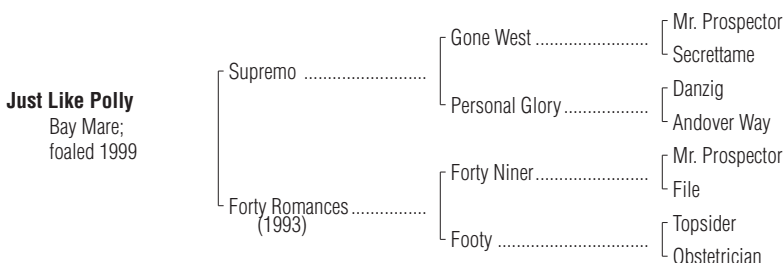 Just Like Polly
Bay Mare;
foaled 1999
Supremo ............................
Forty Romances .................
(1993)
Gone West ..........................
Personal Glory ....................
Forty Niner ..........................
Footy ...................................
Mr. Prospector
Secrettame
Danzig
Andover Way
Mr. Prospector
File
Topsider
Obstetrician